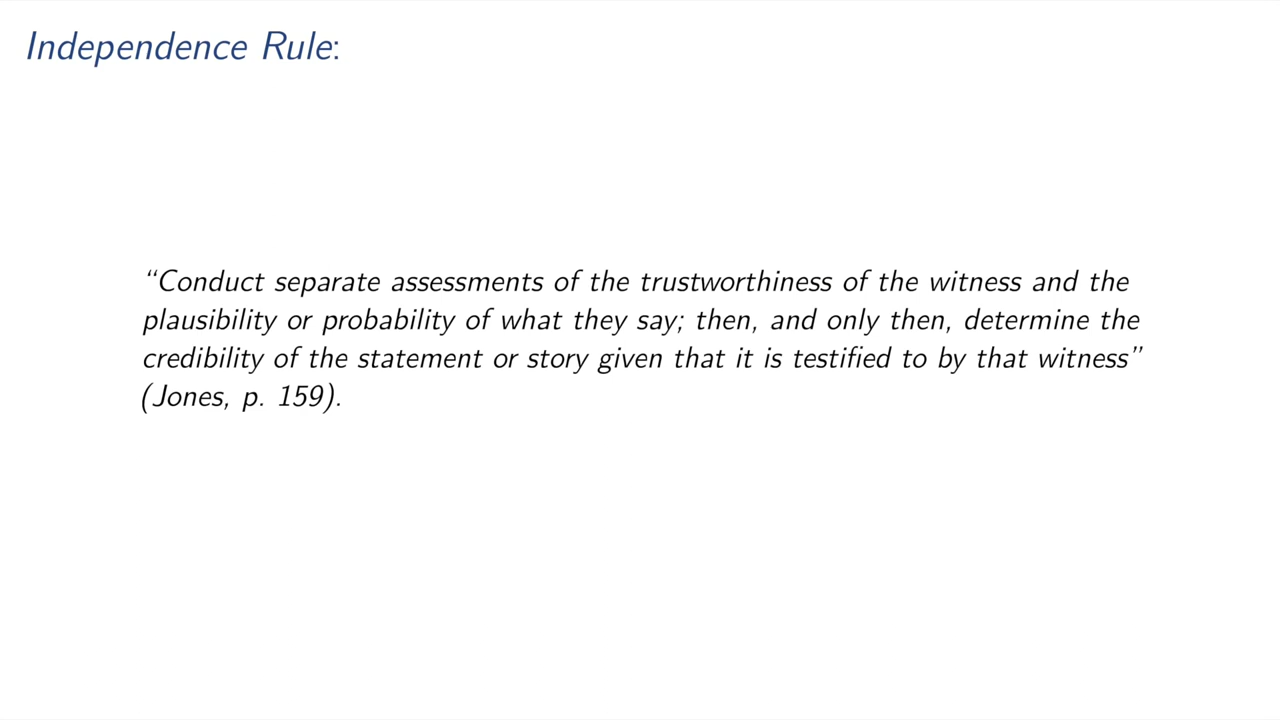 Independence Rule:
“Conduct separate assessments of the trustworthiness of the witness and the
plausibility or probability of what they say; then, and only then, determine the
credibility of the statement or story given that it is testified to by that witness”
(Jones, p. 159).